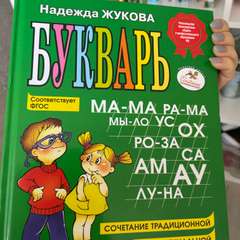 Надежда ЖУКОВА
БУКВАРЬ
Соответствует
ФГОС
МА-МА РА-МА
МЫ-ЛО УС
ОХ
РО-ЗА
СА
АМ АУ
ЛУ-НА
СОЧЕТАНИЕ ТРАДИЦИОННОЙ